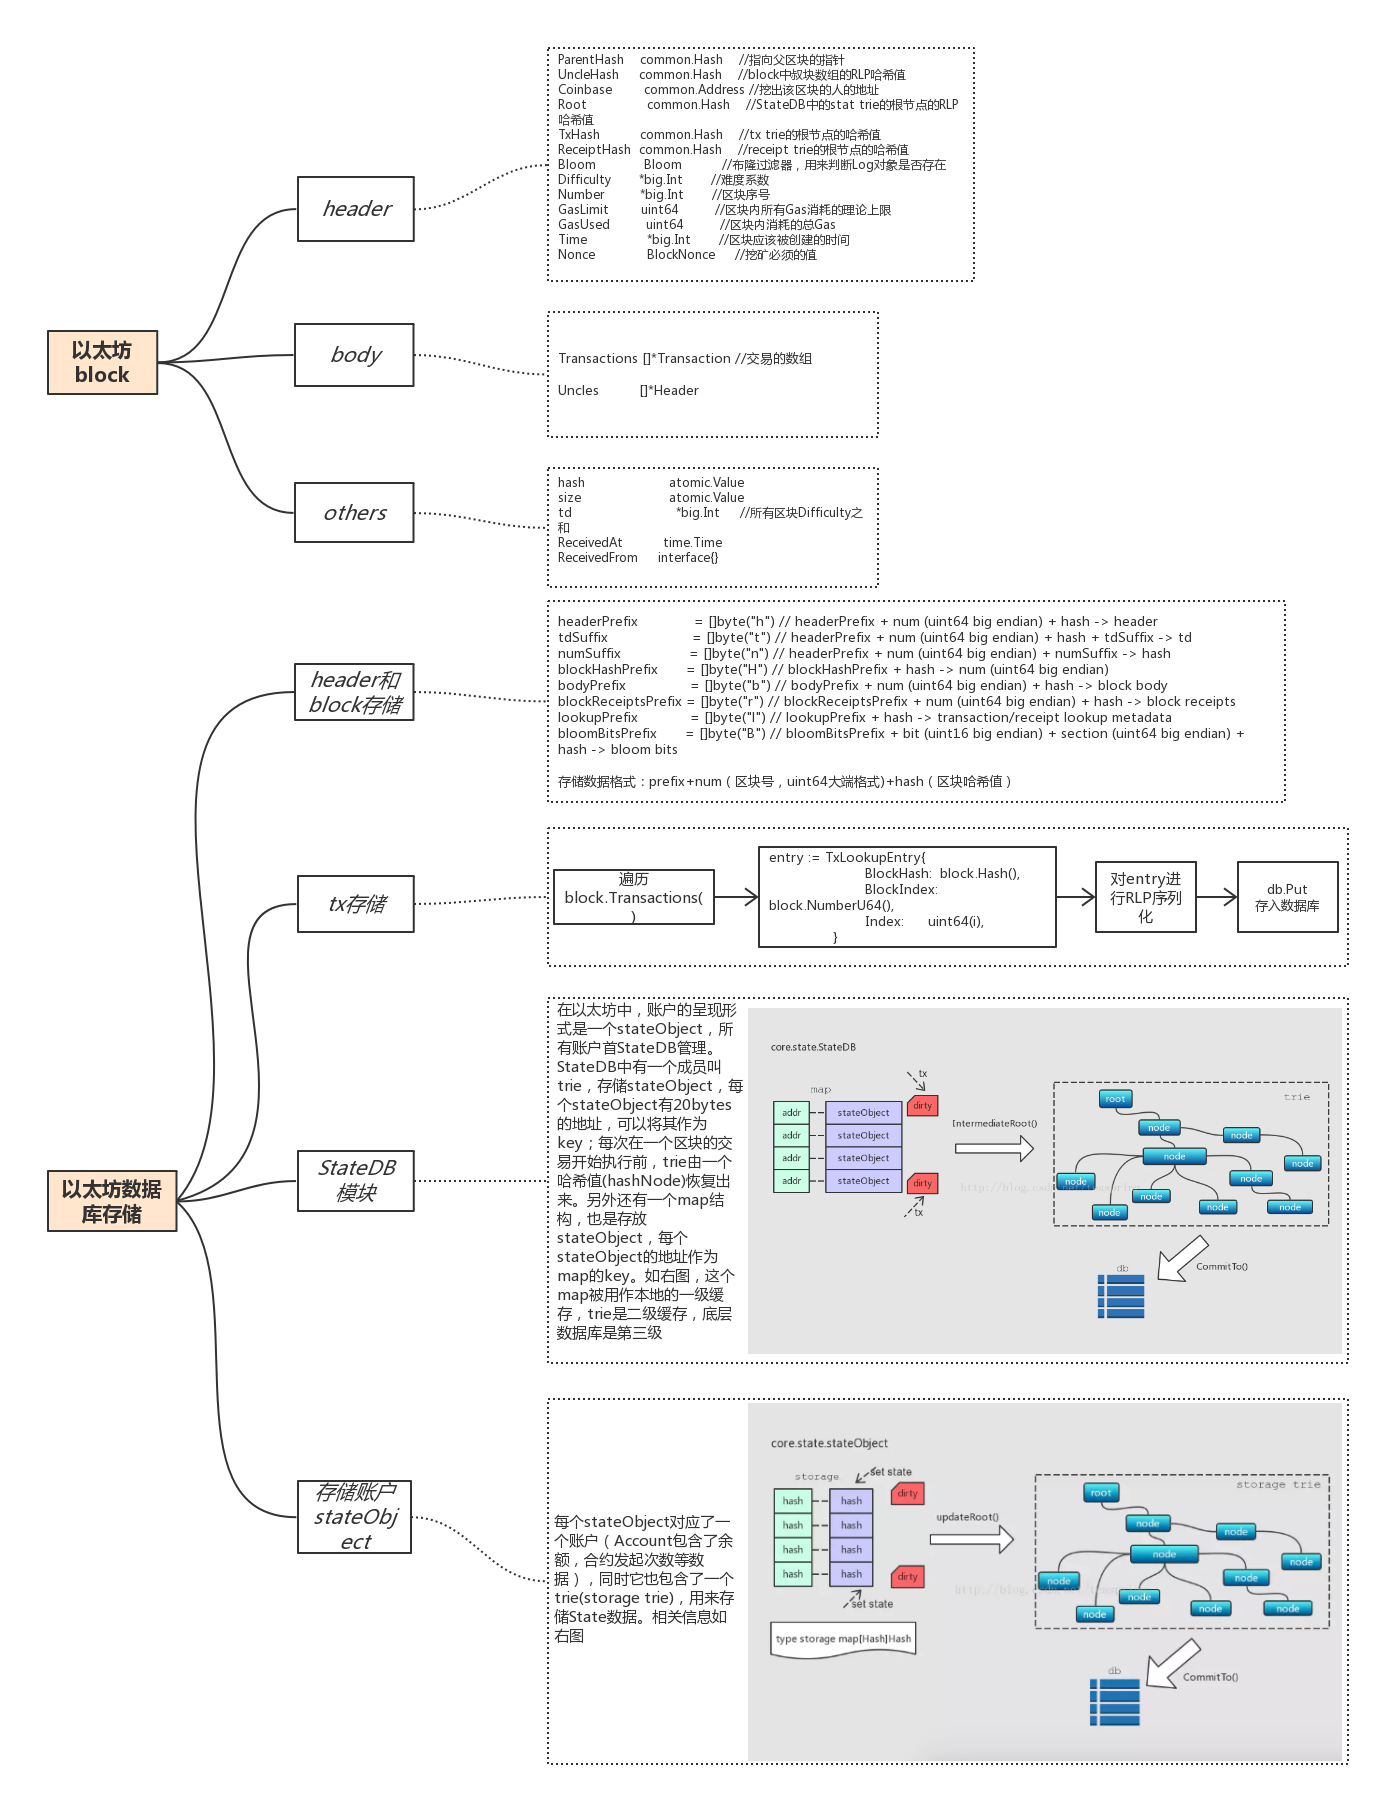 以太坊
block
header
ParentHash common.Hash //指向父区块的指针
UncleHash common.Hash //block中叔块数组的RLP哈希值
Coinbase common.Address //挖出该区块的人的地址
Root common.Hash //StateDB中的stat trie的根节点的RLP
哈希值
TxHash common.Hash //tx trie的根节点的哈希值
ReceiptHash common.Hash //receipt trie的根节点的哈希值
Bloom Bloom //布隆过滤器，用来判断Log对象是否存在
Difficulty *big.Int //难度系数
Number *big.Int //区块序号
GasLimit uint64 //区块内所有Gas消耗的理论上限
GasUsed uint64 //区块内消耗的总Gas
Time *big.Int //区块应该被创建的时间
Nonce BlockNonce //挖矿必须的值
body
Transactions []*Transaction //交易的数组
Uncles []*Header
others
hash atomic.Value
size atomic.Value
td *big.Int //所有区块Difficulty之
和
ReceivedAt time.Time
ReceivedFrom interface{}
以太坊数据
库存储
header和
block存储
headerPrefix = []byte("h") // headerPrefix + num (uint64 big endian) + hash -> header
tdSuffix = []byte("t") // headerPrefix + num (uint64 big endian) + hash + tdSuffix -> td
numSuffix = []byte("n") // headerPrefix + num (uint64 big endian) + numSuffix -> hash
blockHashPrefix = []byte("H") // blockHashPrefix + hash -> num (uint64 big endian)
bodyPrefix = []byte("b") // bodyPrefix + num (uint64 big endian) + hash -> block body
blockReceiptsPrefix = []byte("r") // blockReceiptsPrefix + num (uint64 big endian) + hash -> block receipts
lookupPrefix = []byte("l") // lookupPrefix + hash -> transaction/receipt lookup metadata
bloomBitsPrefix = []byte("B") // bloomBitsPrefix + bit (uint16 big endian) + section (uint64 big endian) +
hash -> bloom bits
存储数据格式：prefix+num（区块号，uint64大端格式)+hash（区块哈希值）
tx存储
遍历
block.Transactions(
)
entry := TxLookupEntry{
BlockHash: block.Hash(),
BlockIndex:
block.NumberU64(),
Index: uint64(i),
}
对entry进
行RLP序列
化
db.Put
存入数据库
StateDB
模块
在以太坊中，账户的呈现形
式是一个stateObject，所
有账户首StateDB管理。
StateDB中有一个成员叫
trie，存储stateObject，每
个stateObject有20bytes
的地址，可以将其作为
key；每次在一个区块的交
易开始执行前，trie由一个
哈希值(hashNode)恢复出
来。另外还有一个map结
构，也是存放
stateObject，每个
stateObject的地址作为
map的key。如右图，这个
map被用作本地的一级缓
存，trie是二级缓存，底层
数据库是第三级
core.state.StateDB
map
addr stateObject
addr stateObject
addr stateObject
addr stateObject
tx
dirty
dirty
tx
IntermediateRoot()
trie
root
node
node
node
node
node
node
node
node
node
node
CommitTo()
db
存储账户
stateObj
ect
每个stateObject对应了一
个账户（Account包含了余
额，合约发起次数等数
据），同时它也包含了一个
trie(storage trie)，用来存
储State数据。相关信息如
右图
core.state.stateObject
storage
set state
hash hash
hash hash
hash hash
hash hash
dirty
dirty
set state
type storage map[Hash]Hash
updateRoot()
storage trie
root
node
node
node
node
node
node
node
node
node
node
CommitTo()
db